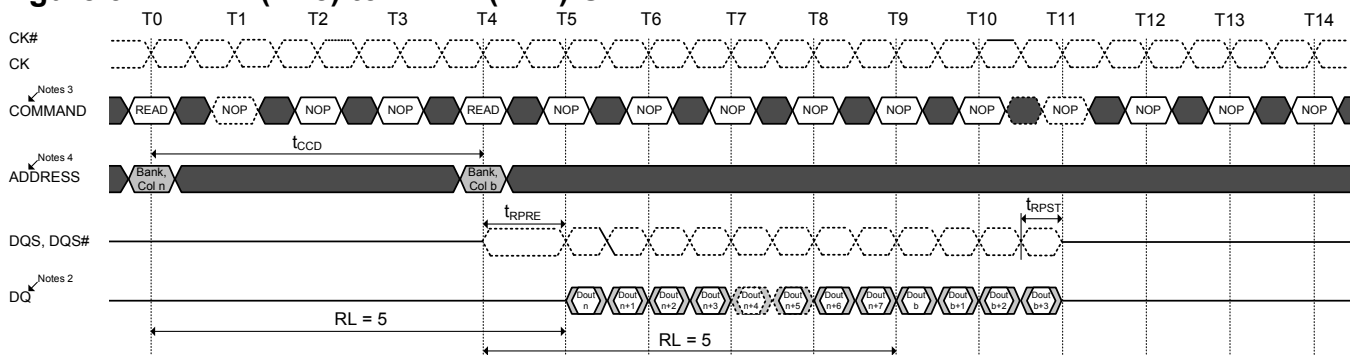 T0 T1 T2 T3 T4 T5 T6 T7 T8 T9 T10 T11 T12 T13 T14
CK#
CK
Notes 3
COMMAND READ NOP NOP NOP READ NOP NOP NOP NOP NOP NOP NOP NOP NOP NOP
tCCD
Notes 4
ADDRESS
Bank, Col n
Bank, Col b
tRPRE
tRPST
DQS, DQS#
Notes 2
DQ
Dout n
Dout n+1
Dout n+2
Dout n+3
Dout n+4
Dout n+5
Dout n+6
Dout n+7
Dout b
Dout b+1
Dout b+2
Dout b+3
RL = 5
RL = 5